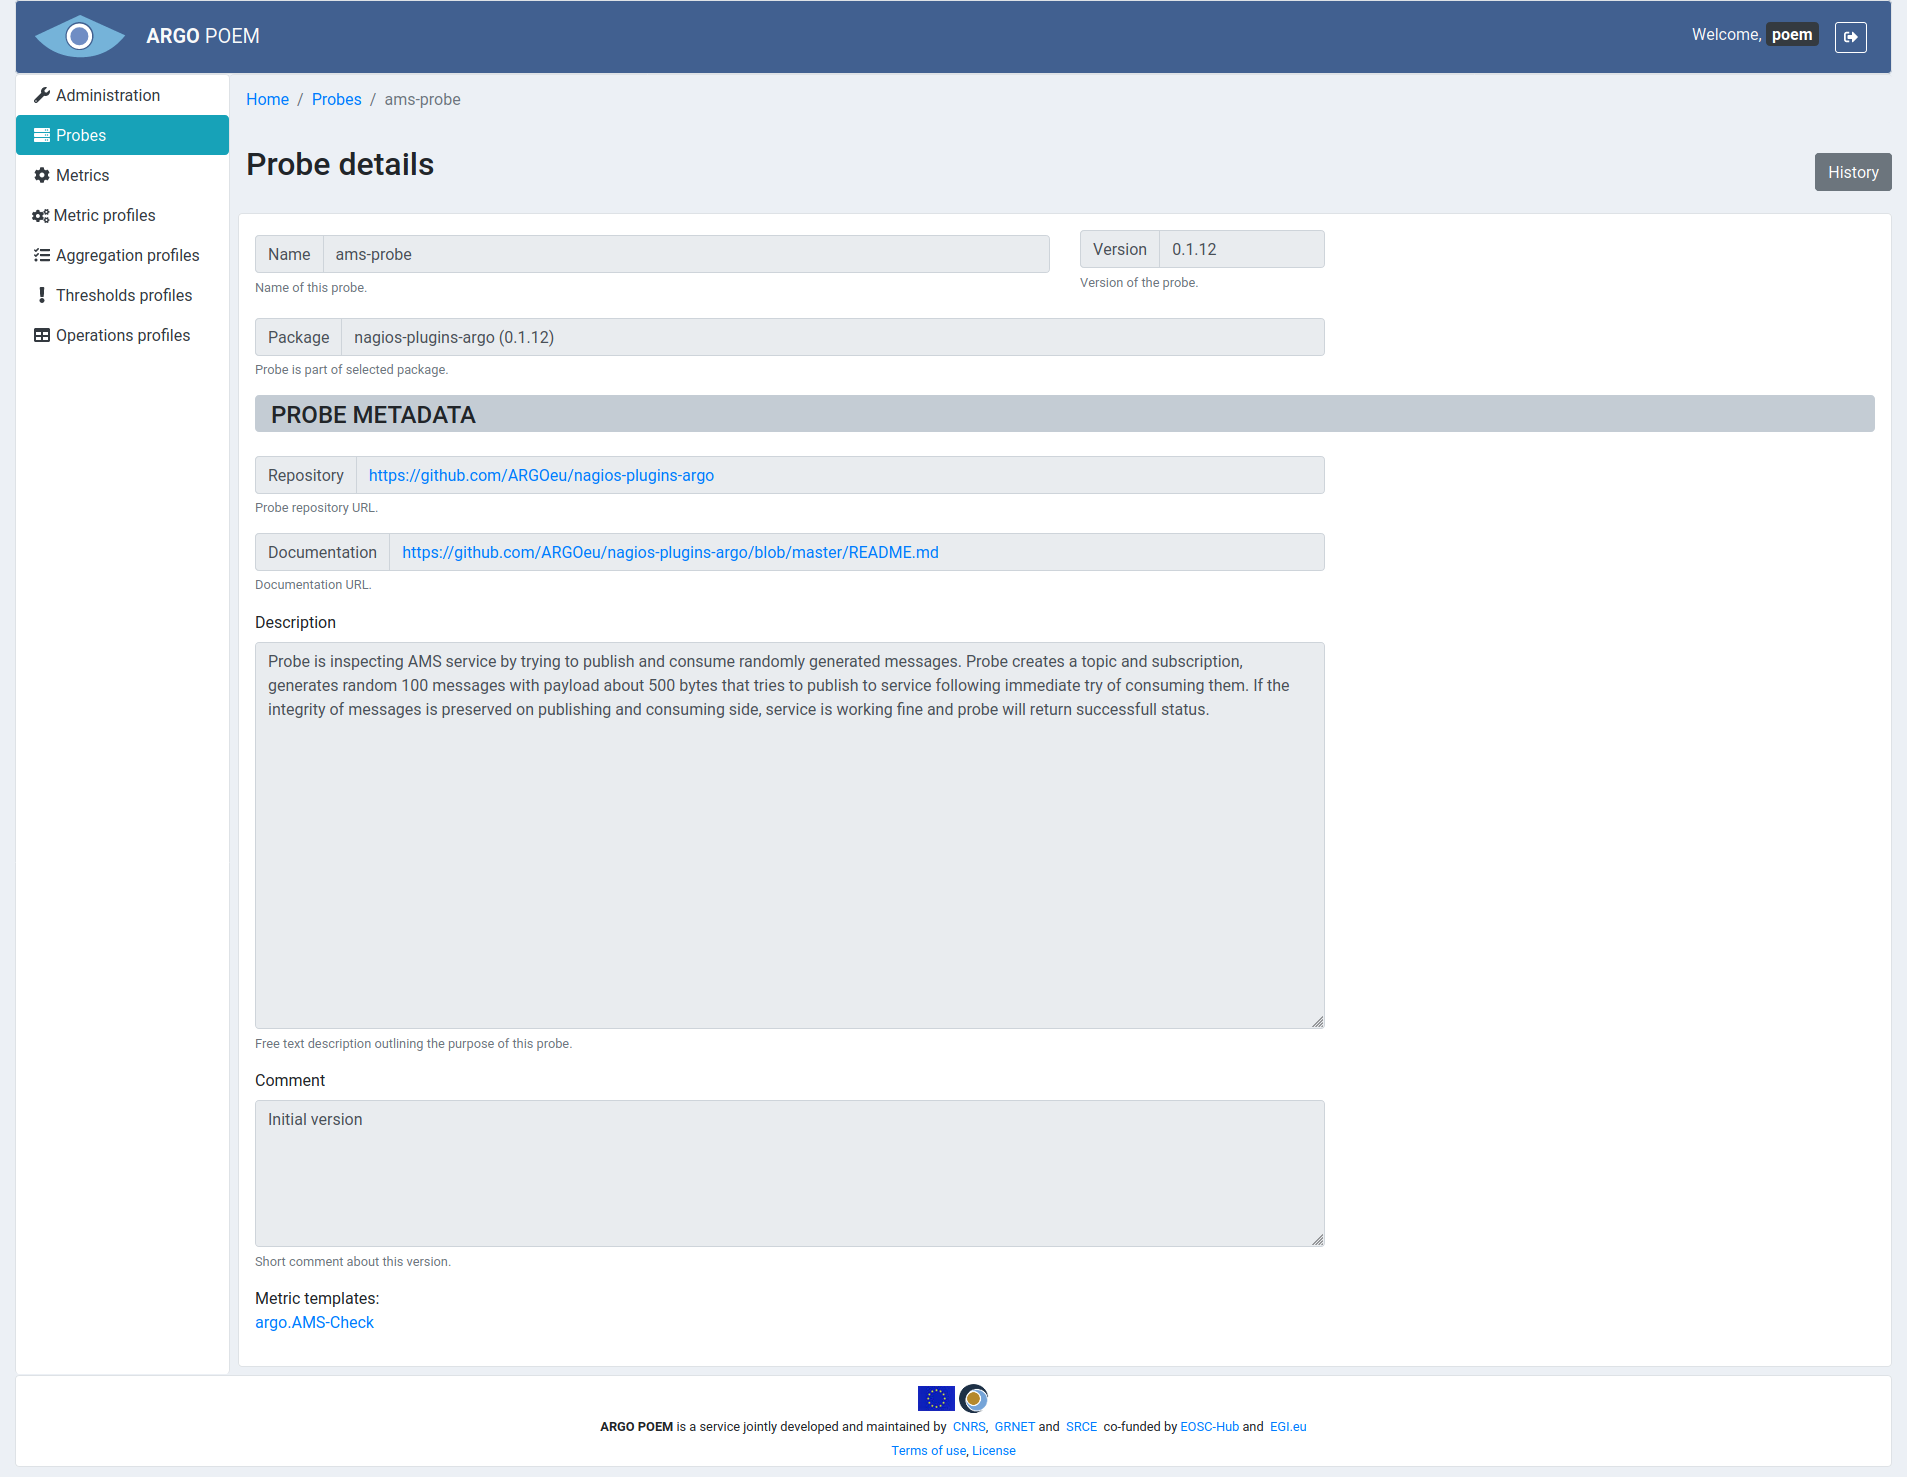 ARGO POEM
Welcome, poem
Administration
Probes
Metrics
Metric profiles
Aggregation profiles
Thresholds profiles
Operations profiles
Home / Probes / ams-probe
Probe details
History
Name ams-probe
Name of this probe.
Version 0.1.12
Version of the probe.
Package nagios-plugins-argo (0.1.12)
Probe is part of selected package.
PROBE METADATA
Repository https://github.com/ARGOeu/nagios-plugins-argo
Probe repository URL.
Documentation https://github.com/ARGOeu/nagios-plugins-argo/blob/master/README.md
Documentation URL.
Description
Probe is inspecting AMS service by trying to publish and consume randomly generated messages. Probe creates a topic and subscription,
generates random 100 messages with payload about 500 bytes that tries to publish to service following immediate try of consuming them. If the
integrity of messages is preserved on publishing and consuming side, service is working fine and probe will return successfull status.
Free text description outlining the purpose of this probe.
Comment
Initial version
Short comment about this version.
Metric templates:
argo.AMS-Check
ARGO POEM is a service jointly developed and maintained by CNRS, GRNET and SRCE co-funded by EOSC-Hub and EGI.eu
Terms of use, License